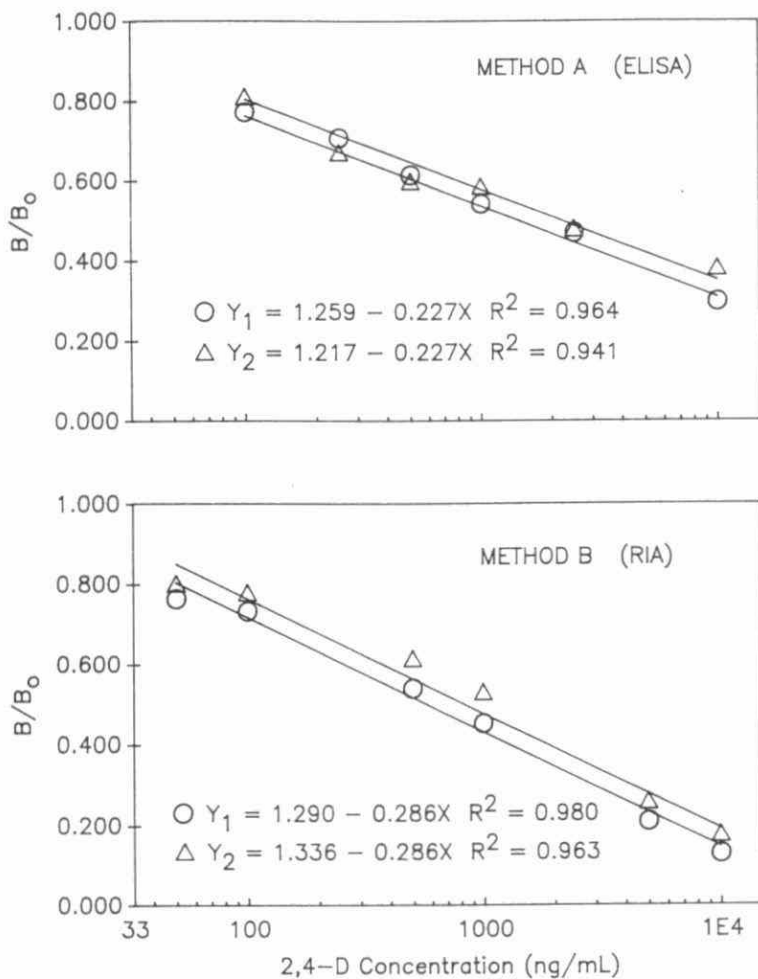 1.000
METHOD A (ELISA)
0.800
0.600
B/B₀
0.400
Y₁ = 1.259 – 0.227X R² = 0.964
0.200
Y₂ = 1.217 – 0.227X R² = 0.941
0.000
1.000
METHOD B (RIA)
0.800
0.600
B/B₀
0.400
Y₁ = 1.290 – 0.286X R² = 0.980
0.200
Y₂ = 1.336 – 0.286X R² = 0.963
0.000
33 100 1000 1E4
2,4–D Concentration (ng/mL)